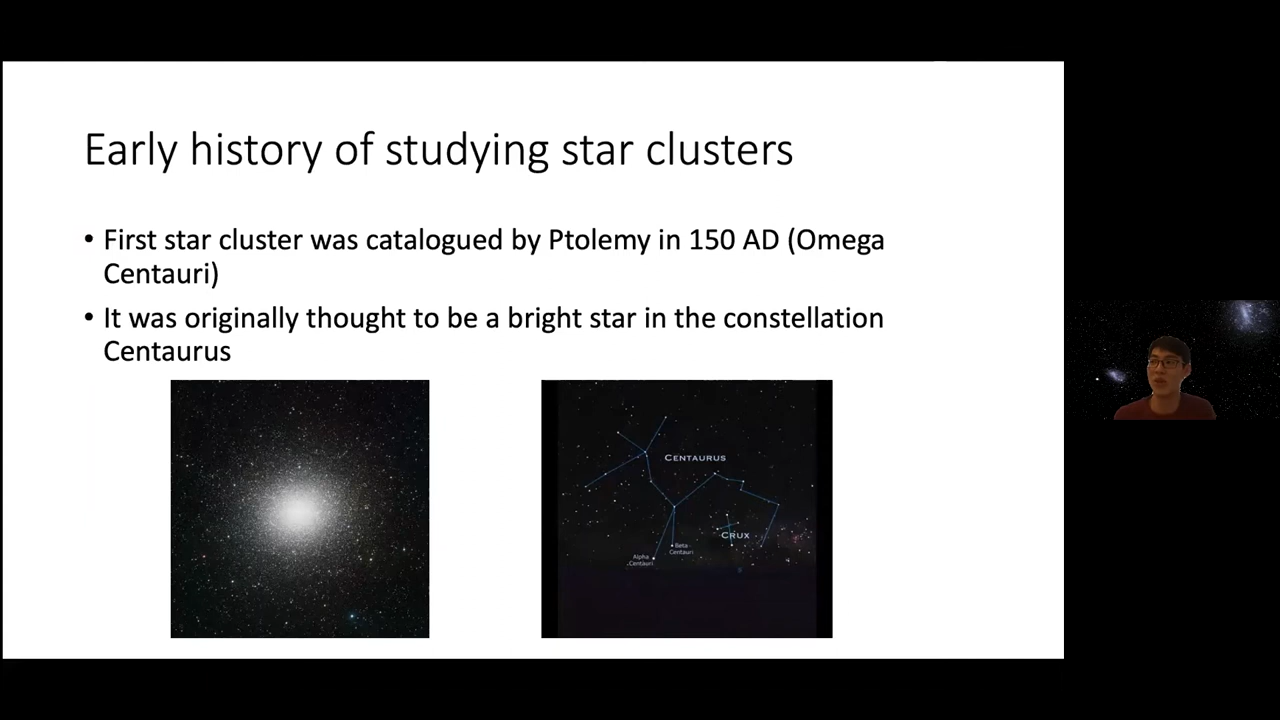 Early history of studying star clusters
• First star cluster was catalogued by Ptolemy in 150 AD (Omega
Centauri)
• It was originally thought to be a bright star in the constellation
Centaurus
CENTAURUS
CRUX
Beta
Centauri
Alpha
Centauri